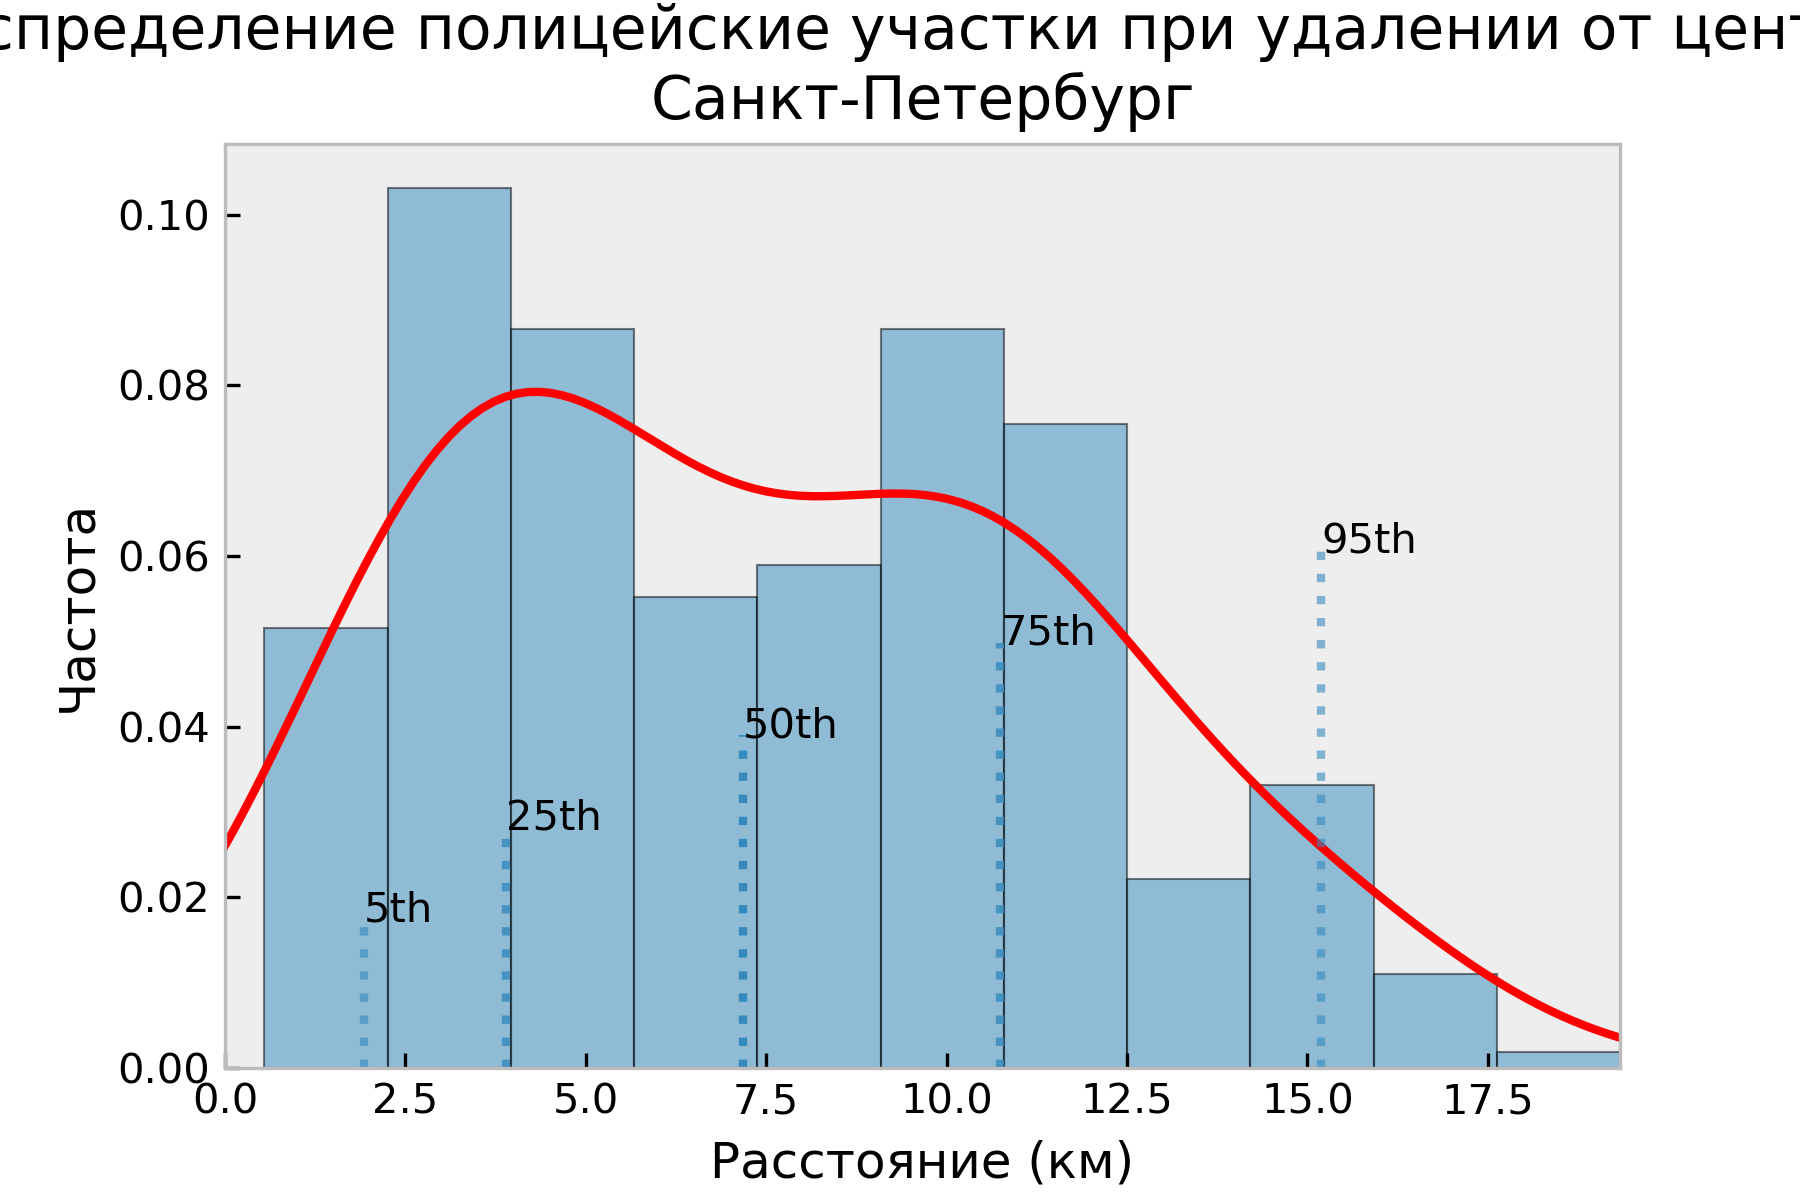 спределение полицейские участки при удалении от цент
Санкт-Петербург
Частота
0.10
0.08
0.06
0.04
0.02
0.00
95th
75th
50th
25th
5th
0.0 2.5 5.0 7.5 10.0 12.5 15.0 17.5
Расстояние (км)